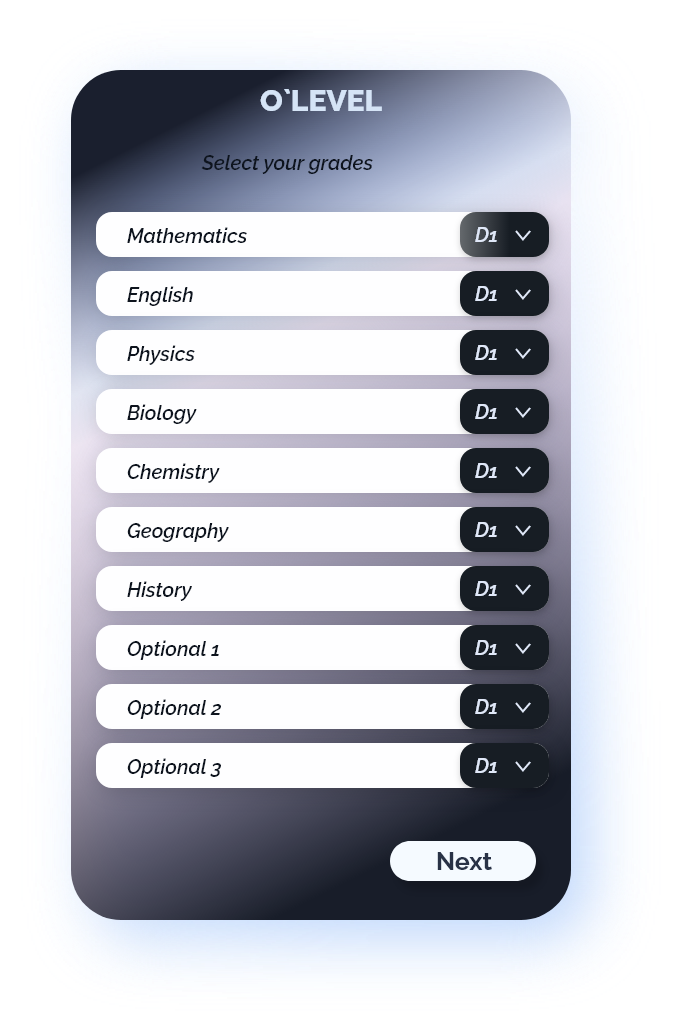 O`LEVEL
Select your grades
Mathematics D1
English D1
Physics D1
Biology D1
Chemistry D1
Geography D1
History D1
Optional 1 D1
Optional 2 D1
Optional 3 D1
Next